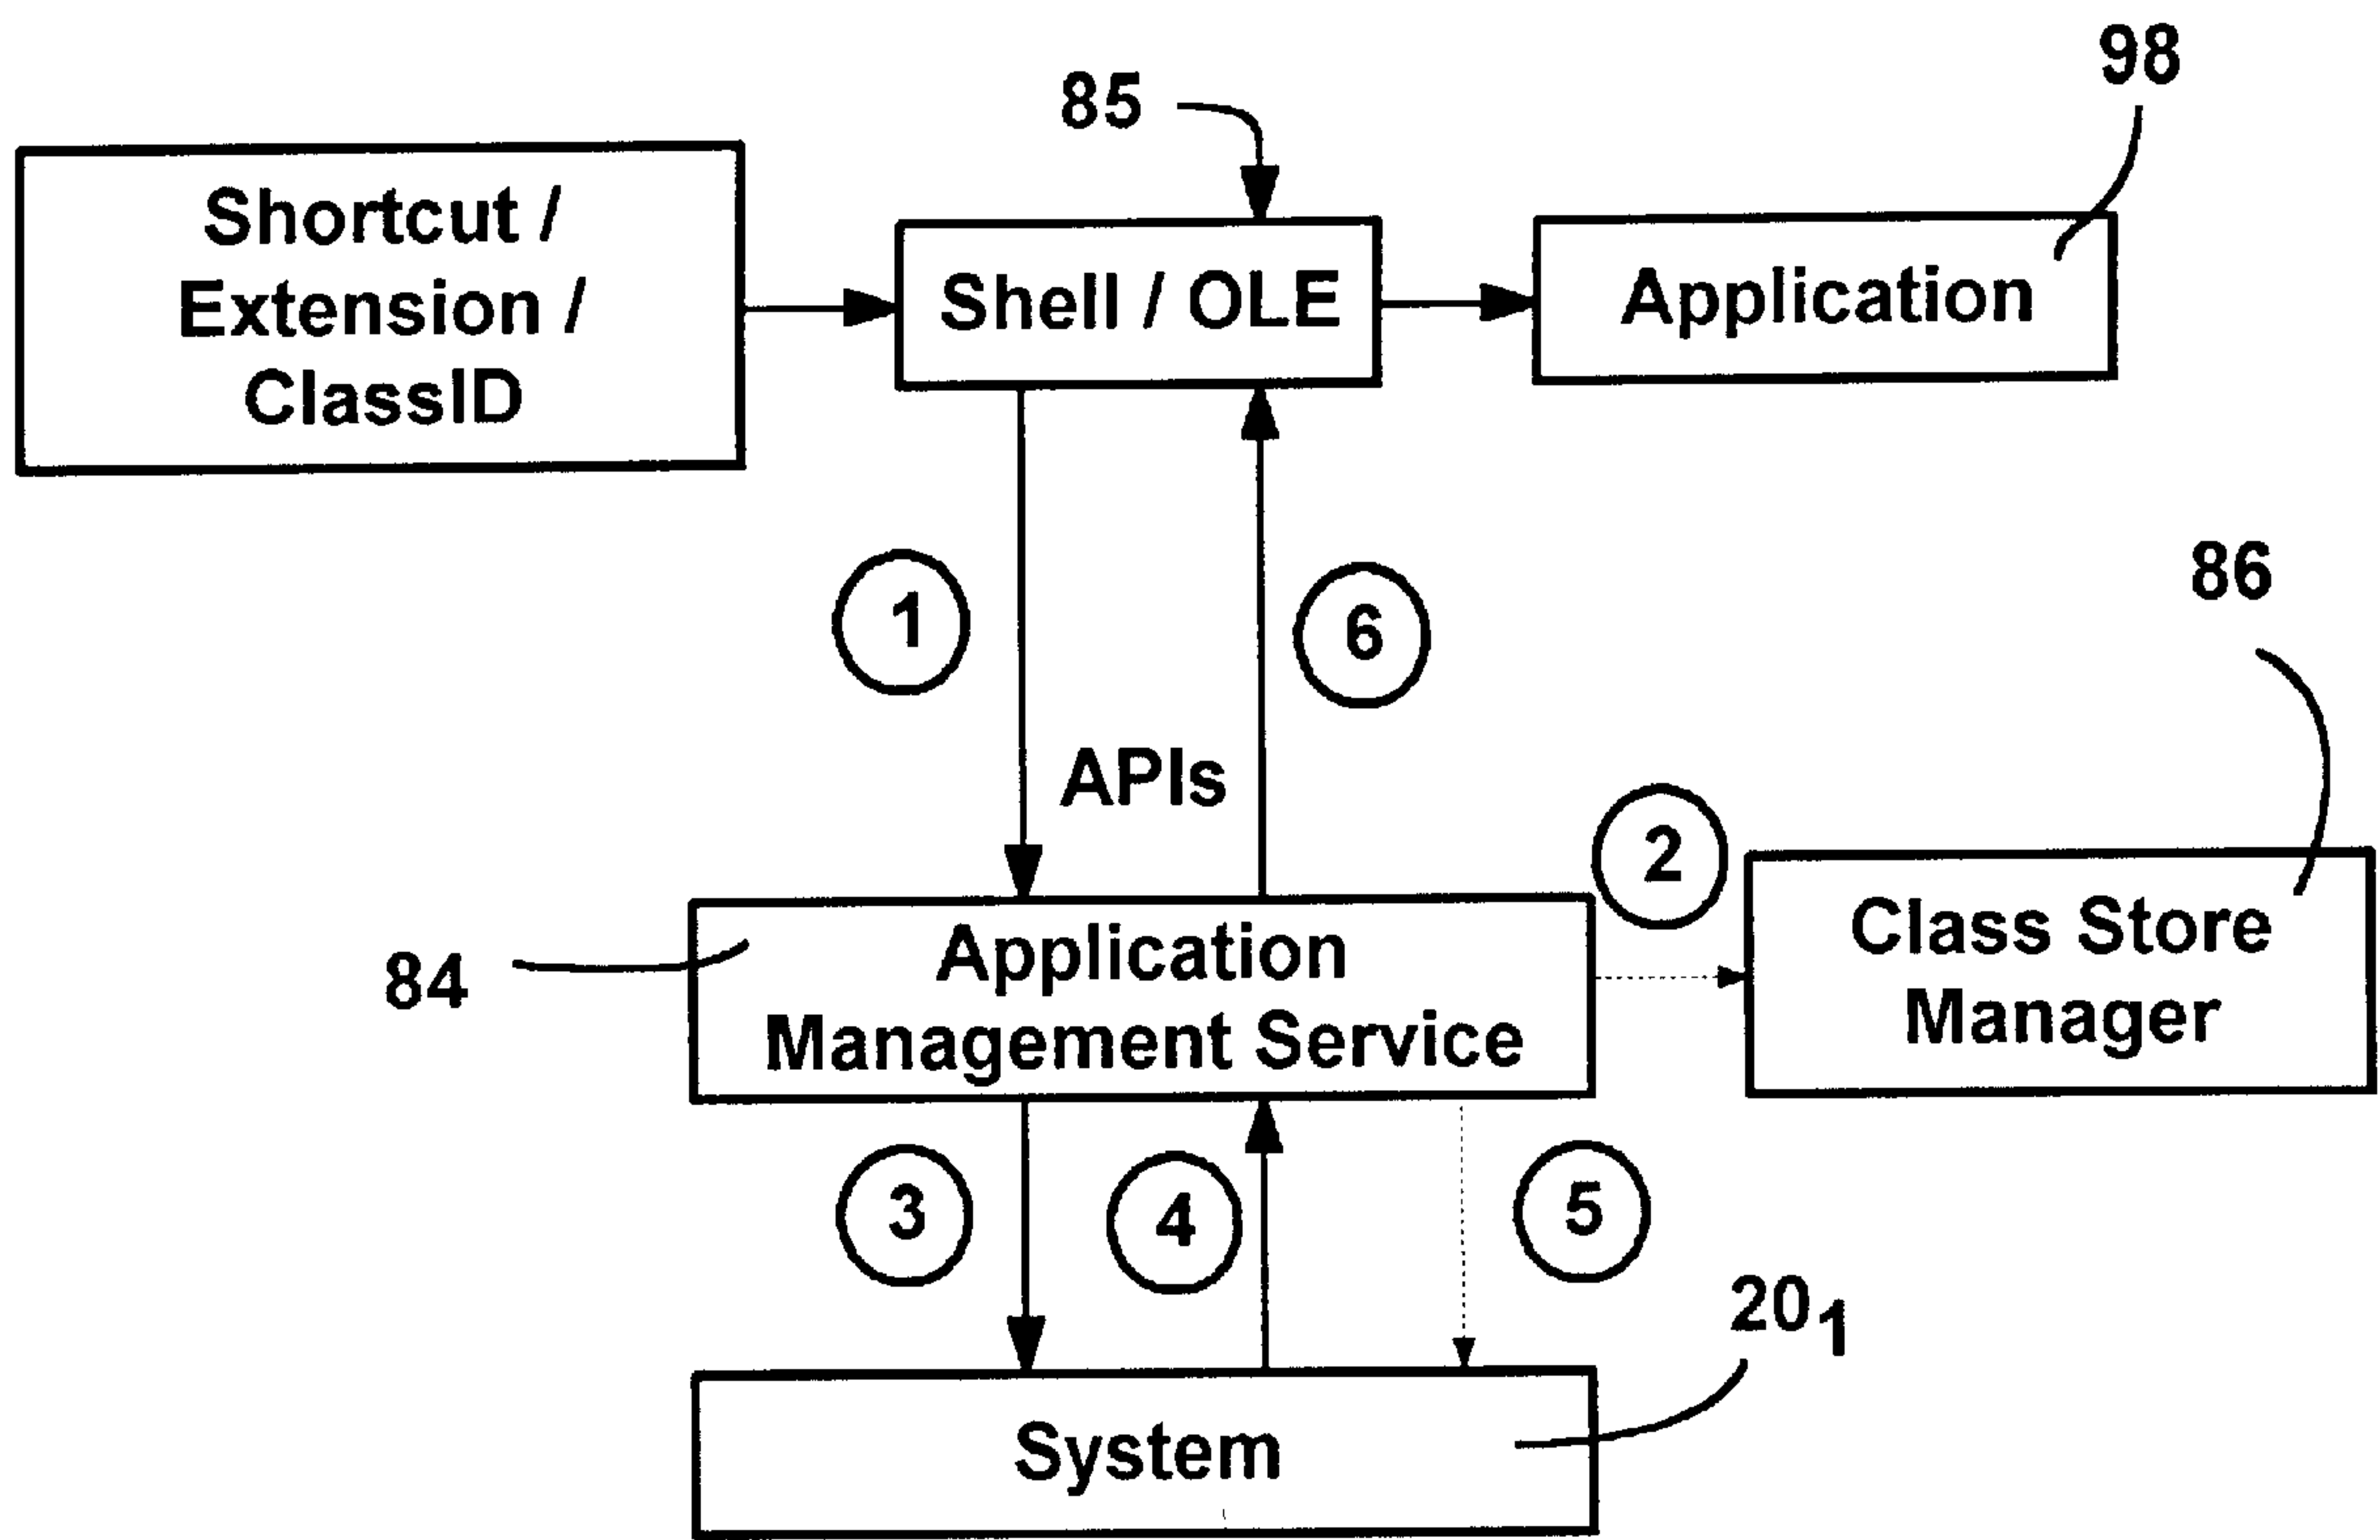 98
85
Shortcut /
Extension /
ClassID
Shell / OLE
Application
86
1
6
APIs
2
Class Store
Manager
Application
Management Service
84
3
4
5
20₁
System